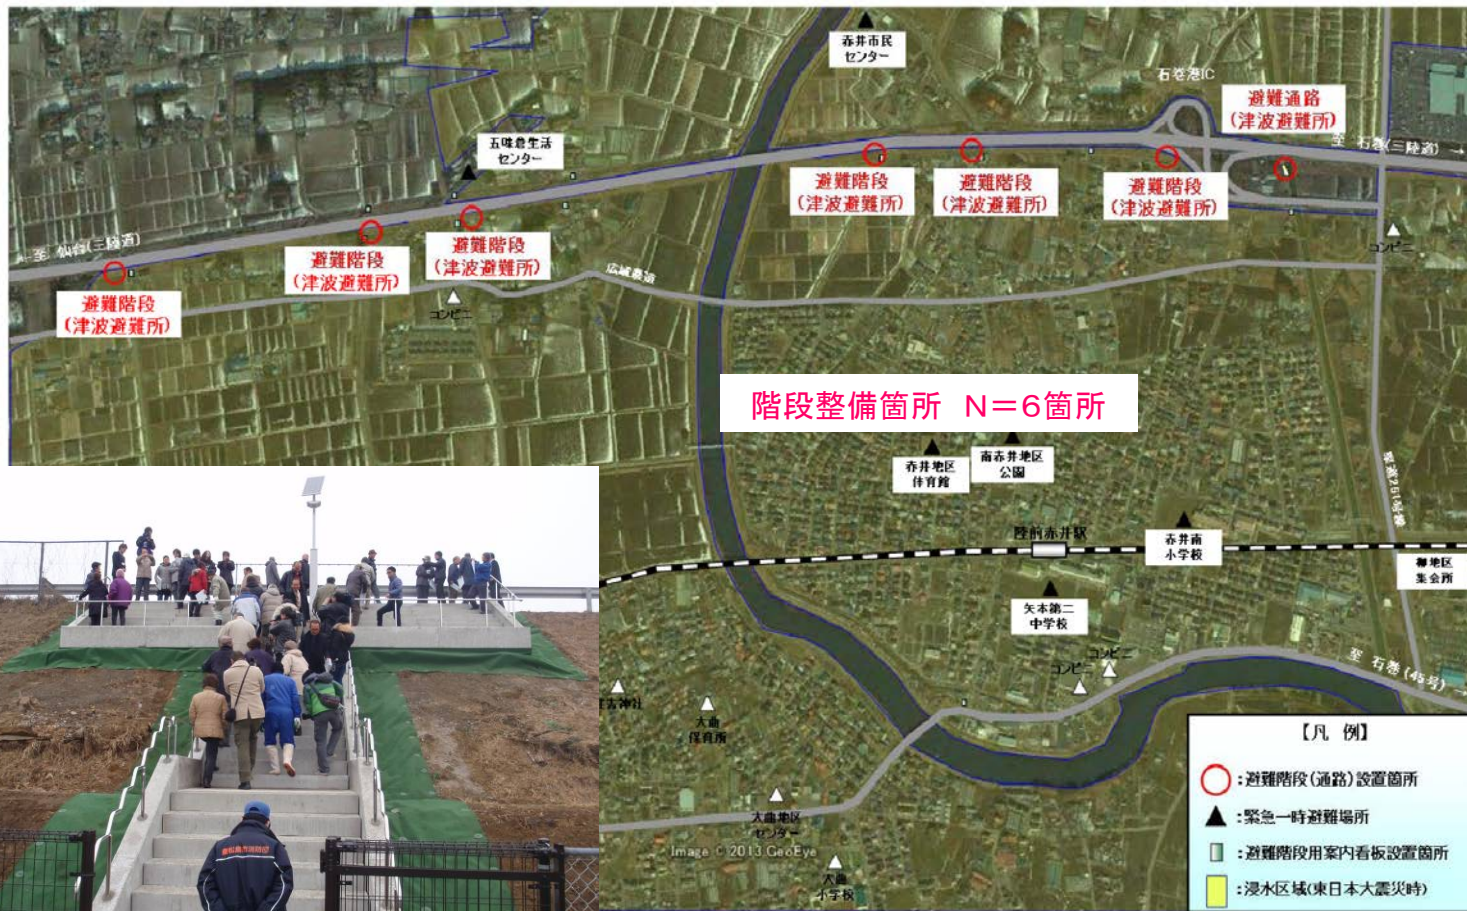 赤井市民
センター
石巻港IC
避難通路
(津波避難所)
至 石巻(三陸道) →
五味倉生活
センター
避難階段
(津波避難所)
避難階段
(津波避難所)
避難階段
(津波避難所)
避難階段
(津波避難所)
避難階段
(津波避難所)
避難階段
(津波避難所)
←至 仙台(三陸道)
コンビニ
広域農道
コンビニ
階段整備箇所 N=6箇所
赤井地区
体育館
南赤井地区
公園
陸前赤井駅
赤井南
小学校
柳地区
集会所
矢本第二
中学校
コンビニ
コンビニ
至 石巻(45号) →
大曲
保育所
大曲地区
センター
Image © 2013 GeoEye
大曲
小学校
【凡 例】
:避難階段(通路)設置箇所
:緊急一時避難場所
:避難階段用案内看板設置箇所
:浸水区域(東日本大震災時)